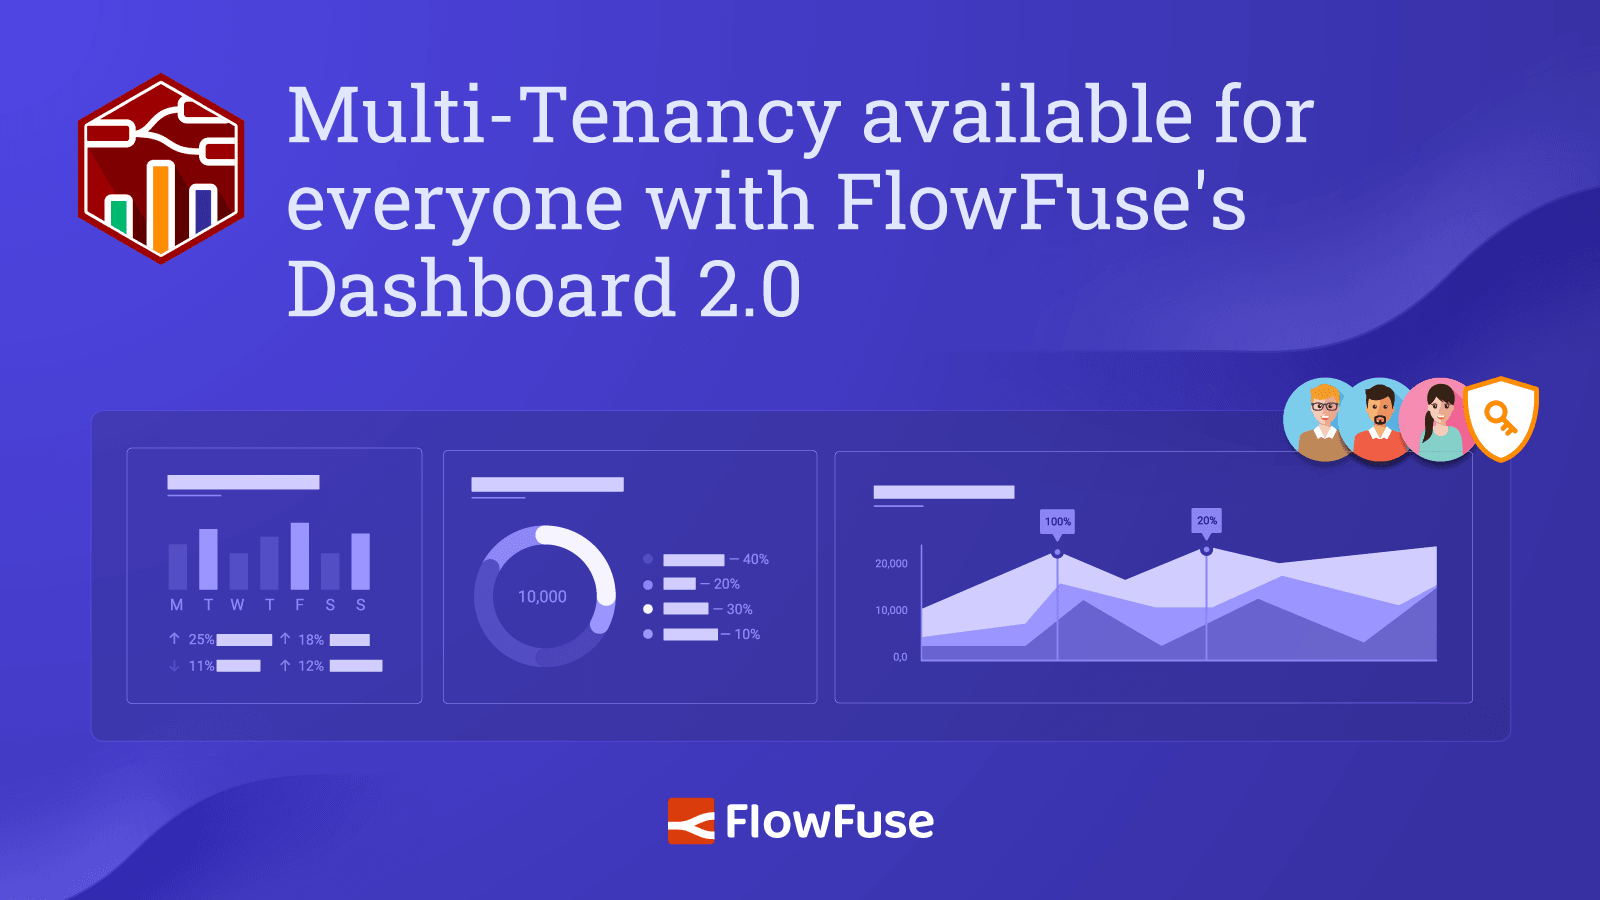 Multi-Tenancy available for
everyone with FlowFuse's
Dashboard 2.0
M T W T F S S
↑ 25% ↑ 18%
↓ 11% ↑ 12%
10,000
— 40%
— 20%
— 30%
— 10%
100% 20%
20,000
10,000
0,0
FlowFuse